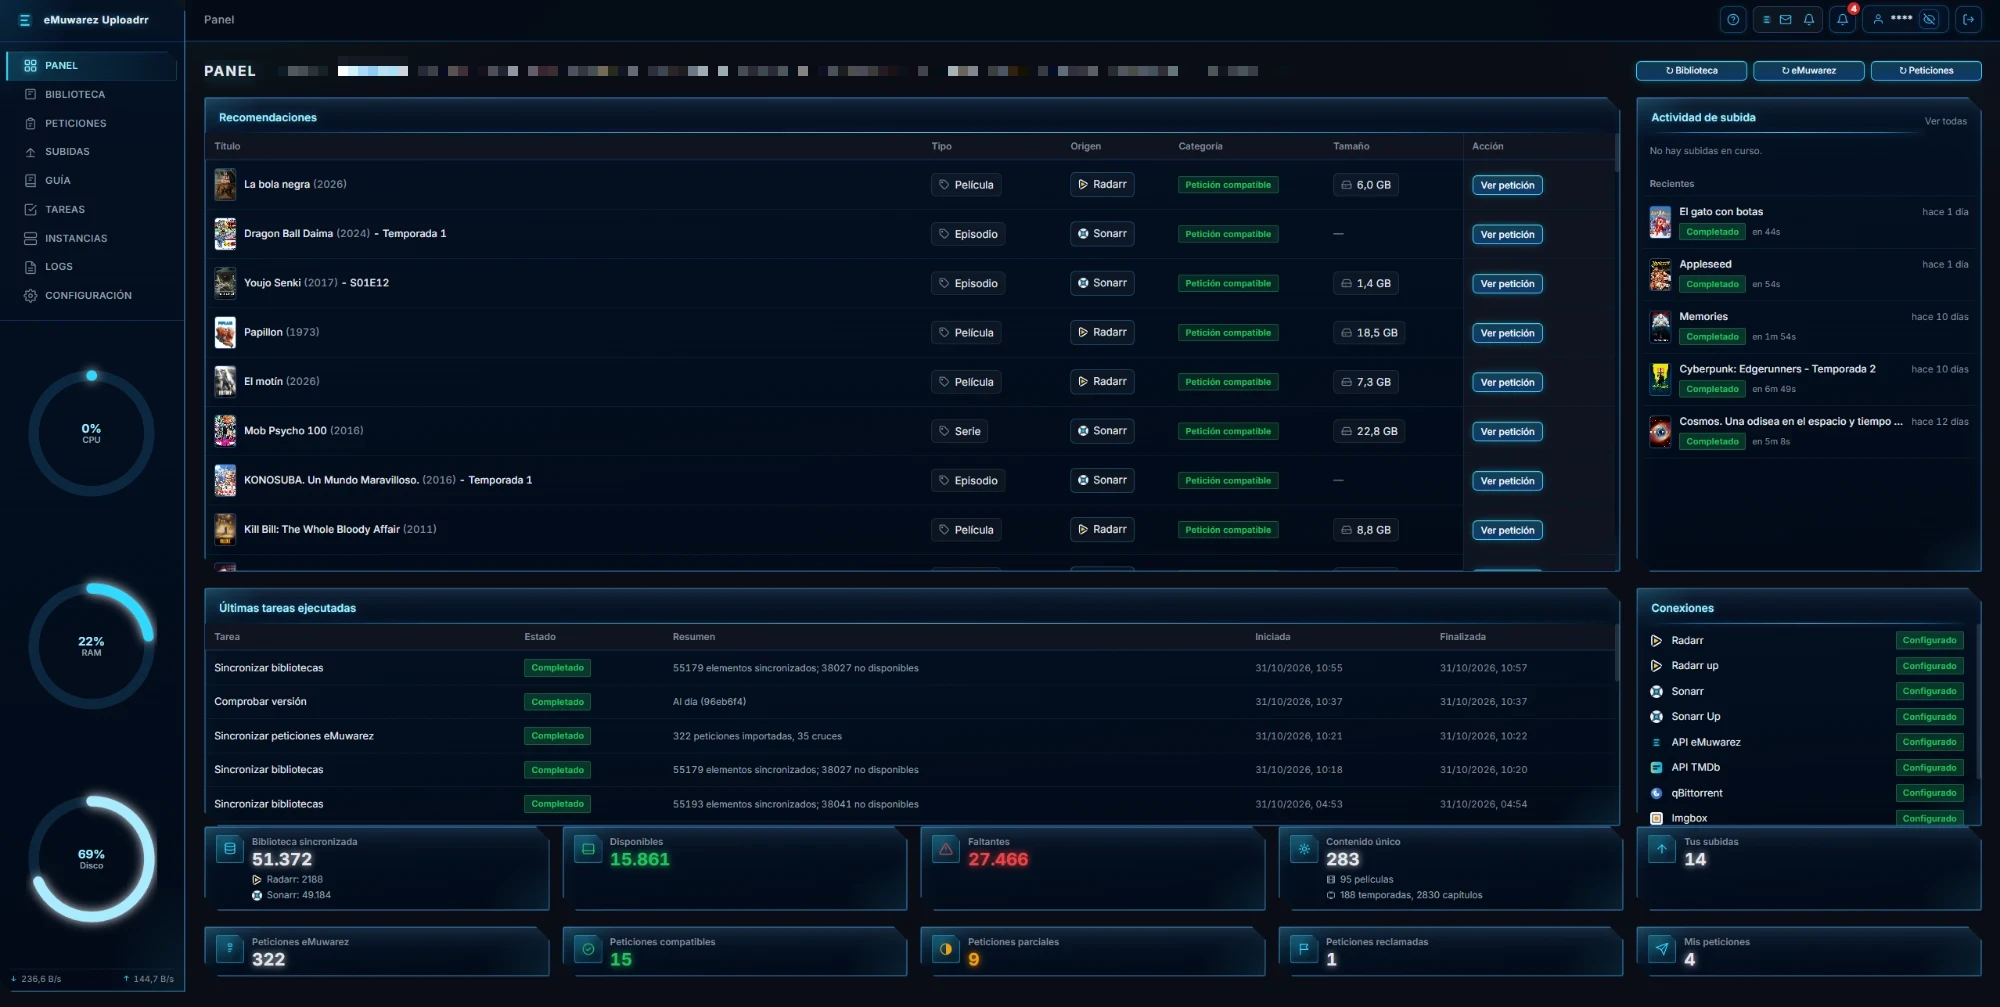 eMuwarez Uploadrr
Panel
4
****
PANEL
BIBLIOTECA
PETICIONES
SUBIDAS
GUÍA
TAREAS
INSTANCIAS
LOGS
CONFIGURACIÓN
0%
CPU
22%
RAM
69%
Disco
↓ 236,6 B/s ↑ 144,7 B/s
PANEL
↻ Biblioteca ↻ eMuwarez ↻ Peticiones
Recomendaciones
Título Tipo Origen Categoría Tamaño Acción
La bola negra (2026) Película Radarr Petición compatible 6,0 GB Ver petición
Dragon Ball Daima (2024) - Temporada 1 Episodio Sonarr Petición compatible — Ver petición
Youjo Senki (2017) - S01E12 Episodio Sonarr Petición compatible 1,4 GB Ver petición
Papillon (1973) Película Radarr Petición compatible 18,5 GB Ver petición
El motín (2026) Película Radarr Petición compatible 7,3 GB Ver petición
Mob Psycho 100 (2016) Serie Sonarr Petición compatible 22,8 GB Ver petición
KONOSUBA. Un Mundo Maravilloso. (2016) - Temporada 1 Episodio Sonarr Petición compatible — Ver petición
Kill Bill: The Whole Bloody Affair (2011) Película Radarr Petición compatible 8,8 GB Ver petición
Actividad de subida Ver todas
No hay subidas en curso.
Recientes
El gato con botas hace 1 día
Completado en 44s
Appleseed hace 1 día
Completado en 54s
Memories hace 10 días
Completado en 1m 54s
Cyberpunk: Edgerunners - Temporada 2 hace 10 días
Completado en 6m 49s
Cosmos. Una odisea en el espacio y tiempo ... hace 12 días
Completado en 5m 8s
Últimas tareas ejecutadas
Tarea Estado Resumen Iniciada Finalizada
Sincronizar bibliotecas Completado 55179 elementos sincronizados; 38027 no disponibles 31/10/2026, 10:55 31/10/2026, 10:57
Comprobar versión Completado Al día (96eb6f4) 31/10/2026, 10:37 31/10/2026, 10:37
Sincronizar peticiones eMuwarez Completado 322 peticiones importadas, 35 cruces 31/10/2026, 10:21 31/10/2026, 10:22
Sincronizar bibliotecas Completado 55179 elementos sincronizados; 38027 no disponibles 31/10/2026, 10:18 31/10/2026, 10:20
Sincronizar bibliotecas Completado 55193 elementos sincronizados; 38041 no disponibles 31/10/2026, 04:53 31/10/2026, 04:54
Conexiones
Radarr Configurado
Radarr up Configurado
Sonarr Configurado
Sonarr Up Configurado
API eMuwarez Configurado
API TMDb Configurado
qBittorrent Configurado
Imgbox Configurado
Biblioteca sincronizada
51.372
Radarr: 2188
Sonarr: 49.184
Disponibles
15.861
Faltantes
27.466
Contenido único
283
95 películas
188 temporadas, 2830 capítulos
Tus subidas
14
Peticiones eMuwarez
322
Peticiones compatibles
15
Peticiones parciales
9
Peticiones reclamadas
1
Mis peticiones
4